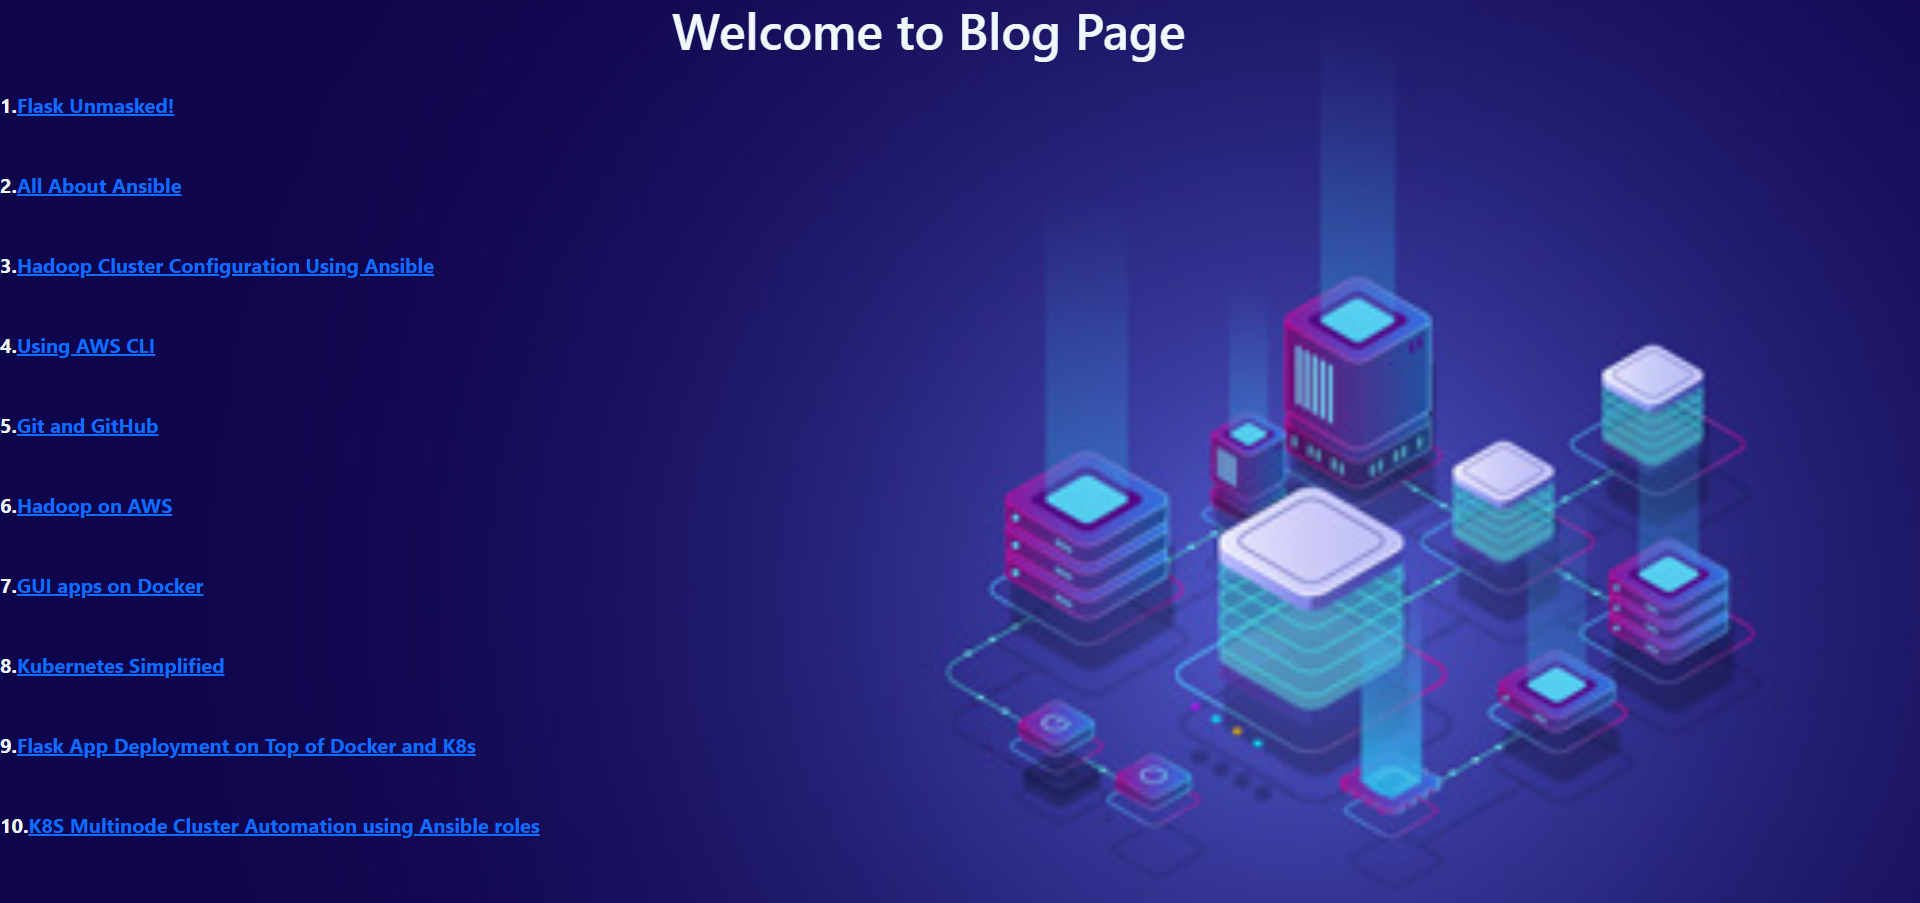 Welcome to Blog Page
1.Flask Unmasked!
2.All About Ansible
3.Hadoop Cluster Configuration Using Ansible
4.Using AWS CLI
5.Git and GitHub
6.Hadoop on AWS
7.GUI apps on Docker
8.Kubernetes Simplified
9.Flask App Deployment on Top of Docker and K8s
10.K8S Multinode Cluster Automation using Ansible roles